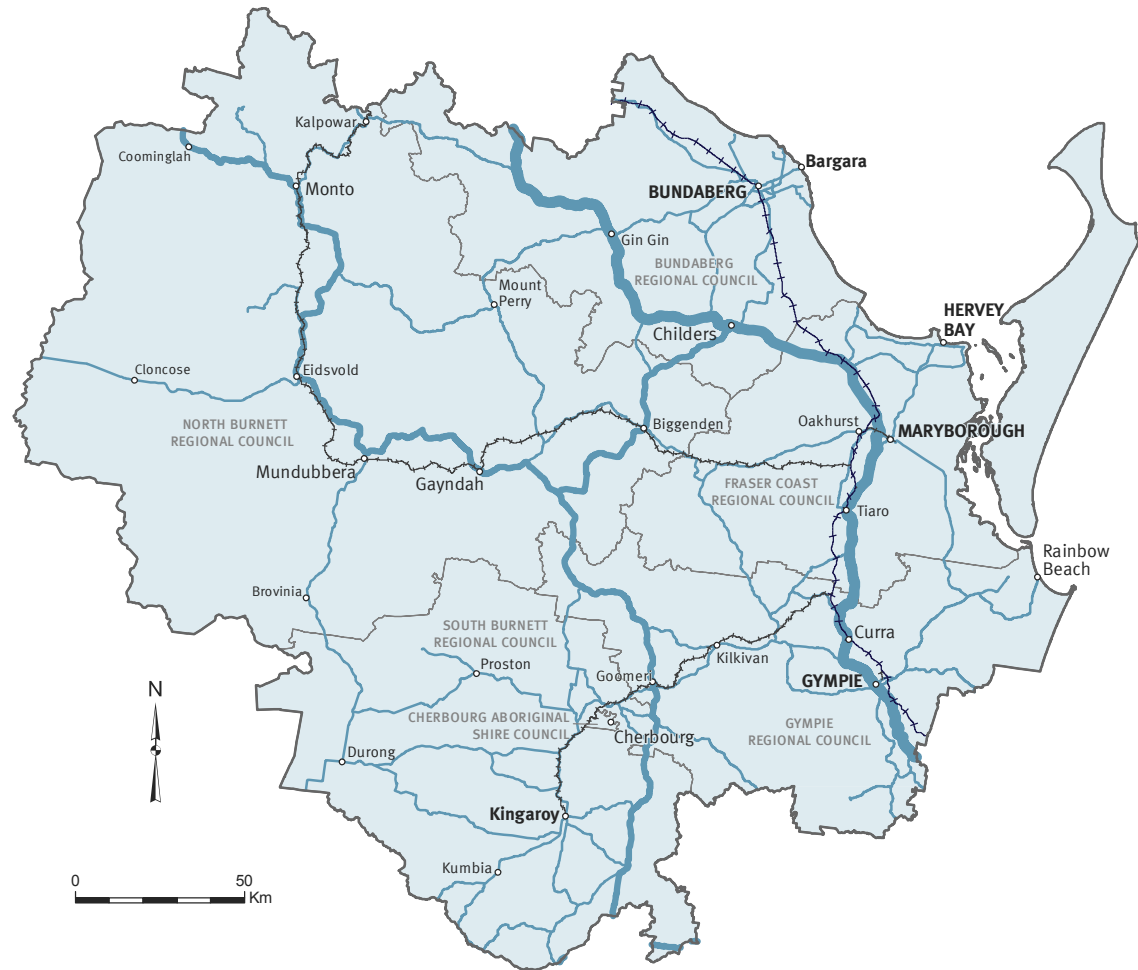 Kalpowar
Coominglah
Monto
Bargara
BUNDABERG
Gin Gin
BUNDABERG
REGIONAL COUNCIL
Mount
Perry
HERVEY
BAY
Childers
Cloncose
Eidsvold
NORTH BURNETT
REGIONAL COUNCIL
Biggenden
Oakhurst
MARYBOROUGH
Mundubbera
Gayndah
FRASER COAST
REGIONAL COUNCIL
Tiaro
Rainbow
Beach
Brovinia
SOUTH BURNETT
REGIONAL COUNCIL
Curra
Proston
Kilkivan
Goomeri
GYMPIE
N
CHERBOURG ABORIGINAL
SHIRE COUNCIL
Cherbourg
GYMPIE
REGIONAL COUNCIL
Durong
Kingaroy
Kumbia
0
50
Km